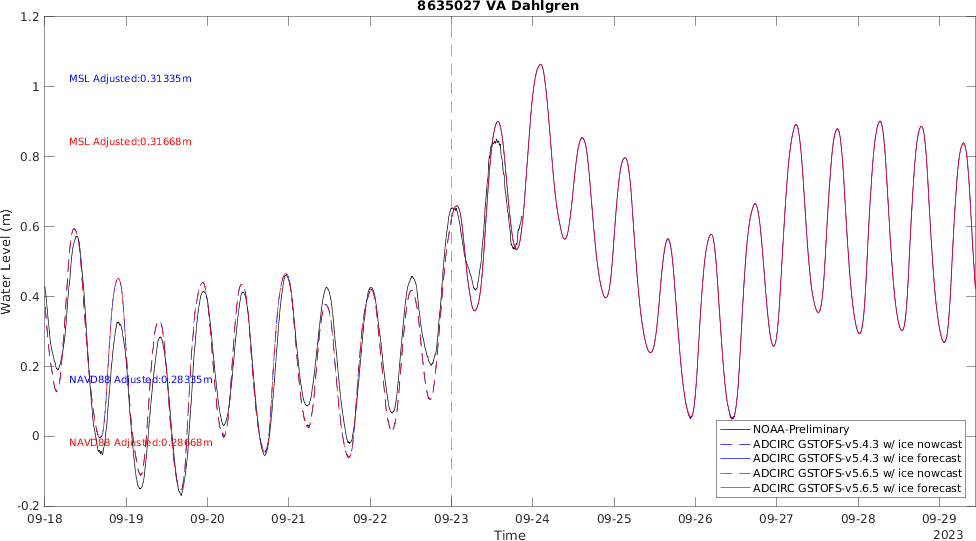 8635027 VA Dahlgren
1.2
1
0.8
0.6
0.4
0.2
0
-0.2
Water Level (m)
MSL Adjusted:0.31335m
MSL Adjusted:0.31668m
NAVD88 Adjusted:0.28335m
NAVD88 Adjusted:0.28668m
NOAA-Preliminary
ADCIRC GSTOFS-v5.4.3 w/ ice nowcast
ADCIRC GSTOFS-v5.4.3 w/ ice forecast
ADCIRC GSTOFS-v5.6.5 w/ ice nowcast
ADCIRC GSTOFS-v5.6.5 w/ ice forecast
09-18 09-19 09-20 09-21 09-22 09-23 09-24 09-25 09-26 09-27 09-28 09-29
Time
2023